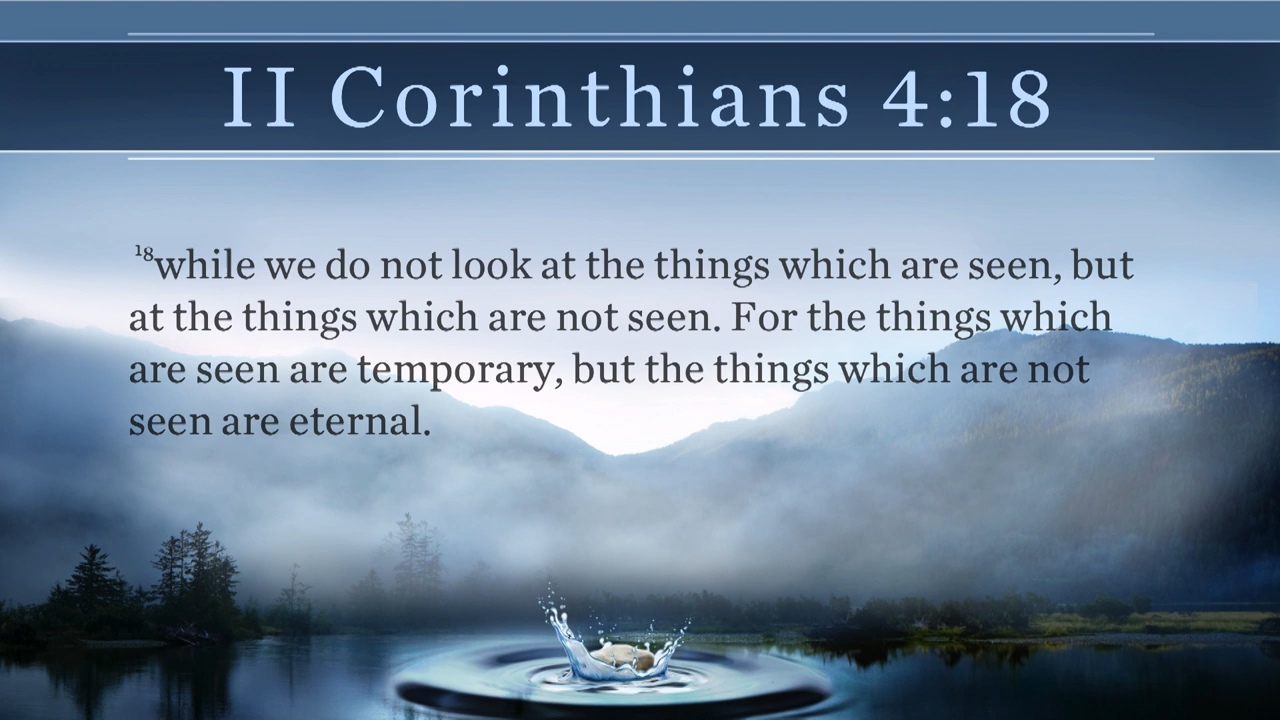 II Corinthians 4:18
¹⁸while we do not look at the things which are seen, but
at the things which are not seen. For the things which
are seen are temporary, but the things which are not
seen are eternal.